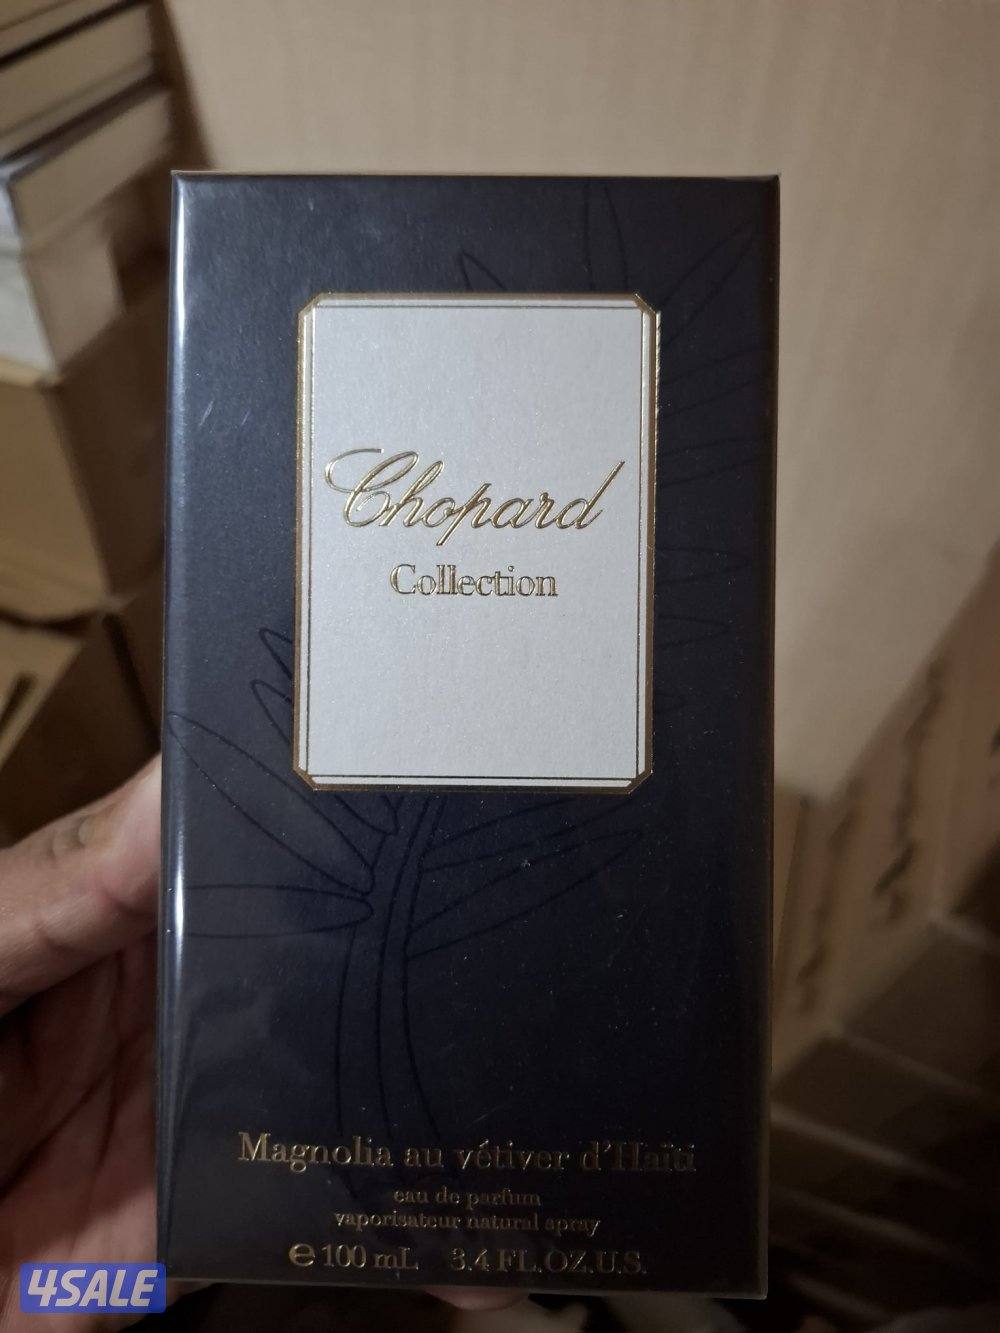 Chopard
Collection
Magnolia au vétiver d'Haïti
eau de parfum
vaporisateur natural spray
℮ 100 mL 3.4 FL.OZ.U.S.
4SALE